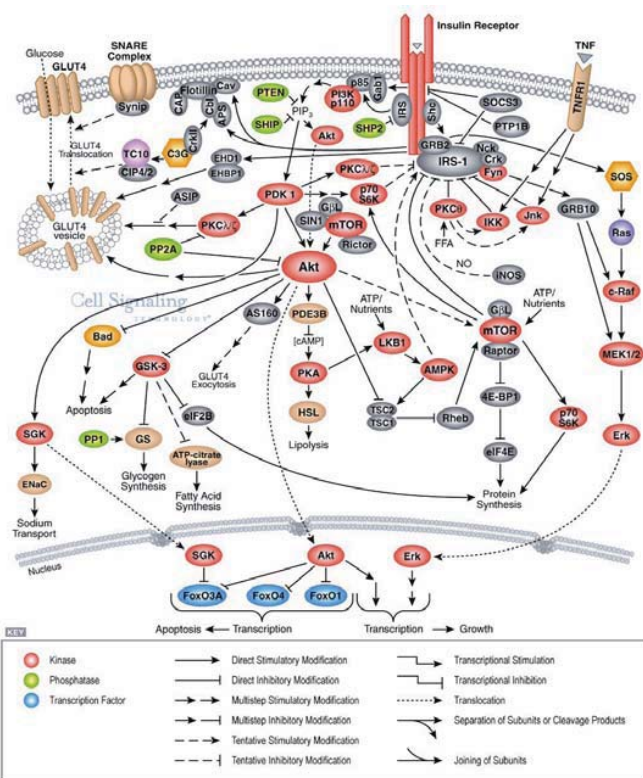 Insulin Receptor
SNARE
Complex
TNF
Glucose
GLUT4
Synip
CAP
Flotillin
Cbl
Cav
APS
CrkII
PTEN
SHIP
PIP3
PI3K
p110
p85
Gab1
SHP2
IRS
Shc
Akt
SOCS3
PTP1B
TNFR1
GLUT4
Translocation
TC10
C3G
CIP4/2
EHD1
EHBP1
PKCλ/ζ
GRB2
IRS-1
Nck
Crk
Fyn
SOS
ASIP
GLUT4
vesicle
PKCλ/ζ
PDK 1
p70
S6K
GβL
SIN1
mTOR
Rictor
PKCθ
FFA
IKK
Jnk
GRB10
Ras
PP2A
Akt
NO
iNOS
c-Raf
Cell Signaling
TECHNOLOGY®
AS160
PDE3B
ATP/
Nutrients
GβL
mTOR
Raptor
ATP/
Nutrients
Bad
[cAMP]
LKB1
AMPK
MEK1/2
GSK-3
GLUT4
Exocytosis
PKA
4E-BP1
Apoptosis
eIF2B
HSL
TSC2
TSC1
Rheb
p70
S6K
SGK
PP1
GS
ATP-citrate
lyase
Lipolysis
eIF4E
Erk
ENaC
Glycogen
Synthesis
Fatty Acid
Synthesis
Protein
Synthesis
Sodium
Transport
Nucleus
SGK
Akt
Erk
FoxO3A
FoxO4
FoxO1
Apoptosis
Transcription
Transcription
Growth
KEY
Kinase
Phosphatase
Transcription Factor
Direct Stimulatory Modification
Direct Inhibitory Modification
Multistep Stimulatory Modification
Multistep Inhibitory Modification
Tentative Stimulatory Modification
Tentative Inhibitory Modification
Transcriptional Stimulation
Transcriptional Inhibition
Translocation
Separation of Subunits or Cleavage Products
Joining of Subunits